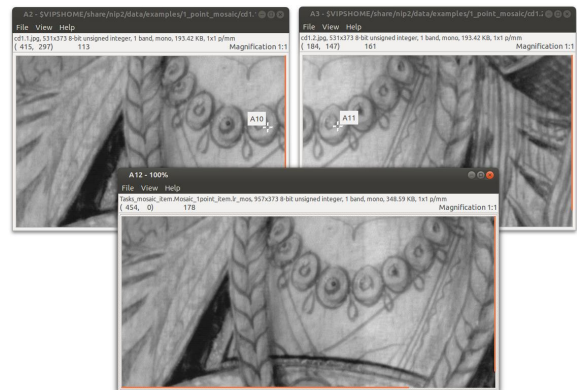 A2 - $VIPSHOME/share/nip2/data/examples/1_point_mosaic/cd1.
File View Help
cd1.1.jpg, 531x373 8-bit unsigned integer, 1 band, mono, 193.42 KB, 1x1 p/mm
( 415, 297) 113 Magnification 1:1
A10
A3 - $VIPSHOME/share/nip2/data/examples/1_point_mosaic/cd1.2
File View Help
cd1.2.jpg, 531x373 8-bit unsigned integer, 1 band, mono, 193.42 KB, 1x1 p/mm
( 184, 147) 161 Magnification 1:1
A11
A12 - 100%
File View Help
Tasks_mosaic_item.Mosaic_1point_item.lr_mos, 957x373 8-bit unsigned integer, 1 band, mono, 348.59 KB, 1x1 p/mm
( 454, 0) 178 Magnification 1:1